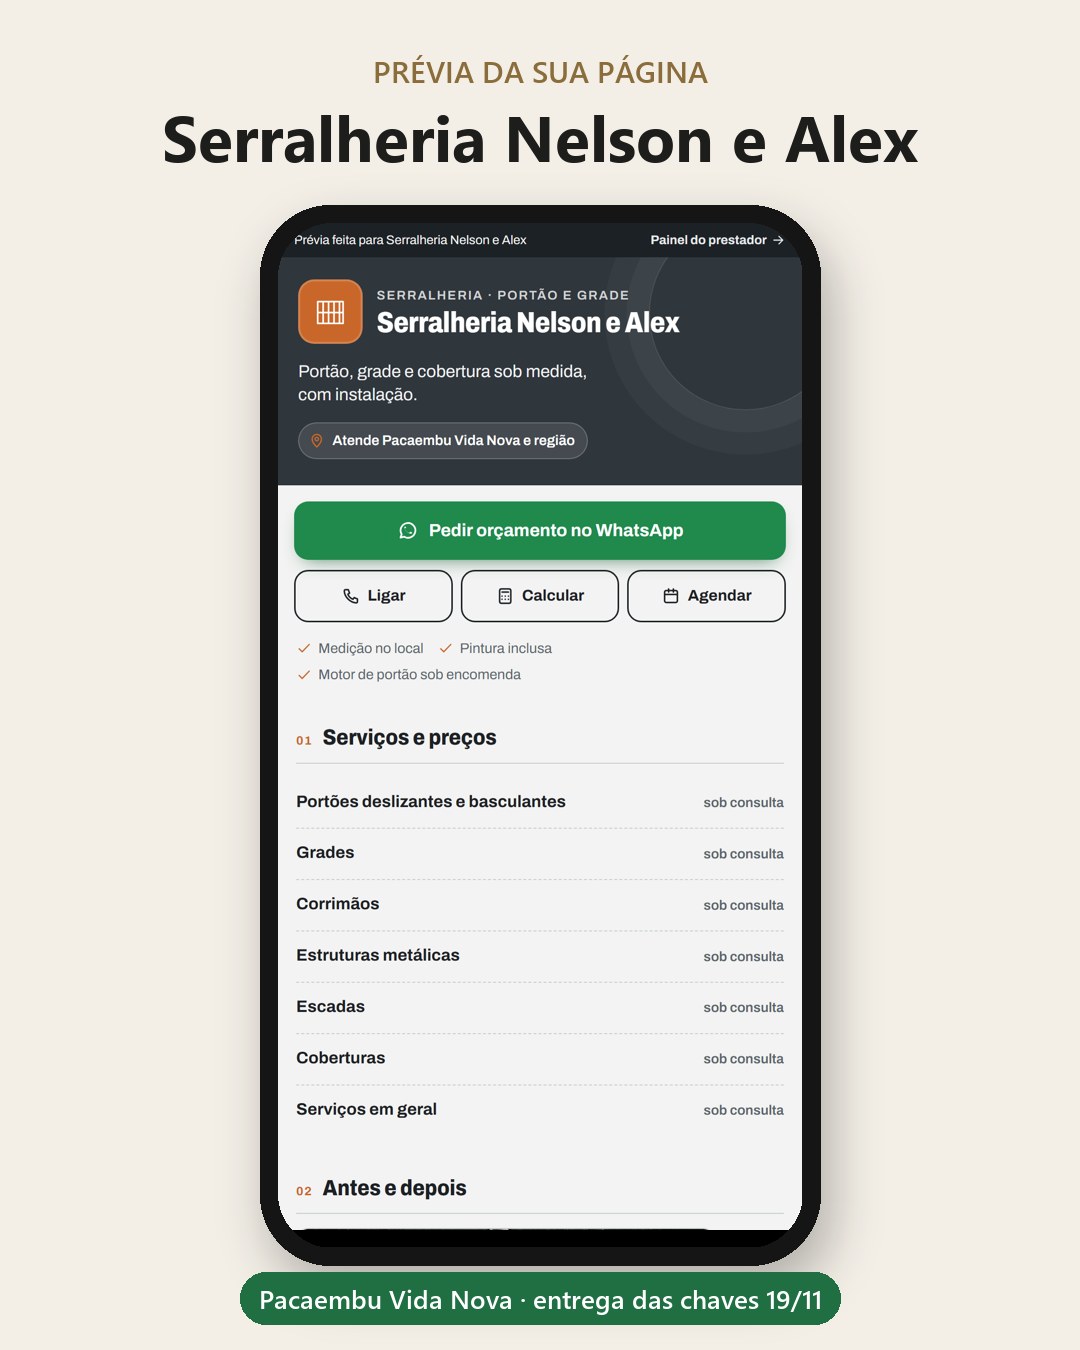 PRÉVIA DA SUA PÁGINA
Serralheria Nelson e Alex
Prévia feita para Serralheria Nelson e Alex
Painel do prestador →
SERRALHERIA · PORTÃO E GRADE
Serralheria Nelson e Alex
Portão, grade e cobertura sob medida,
com instalação.
Atende Pacaembu Vida Nova e região
Pedir orçamento no WhatsApp
Ligar
Calcular
Agendar
Medição no local
Pintura inclusa
Motor de portão sob encomenda
01 Serviços e preços
Portões deslizantes e basculantes sob consulta
Grades sob consulta
Corrimãos sob consulta
Estruturas metálicas sob consulta
Escadas sob consulta
Coberturas sob consulta
Serviços em geral sob consulta
02 Antes e depois
Pacaembu Vida Nova · entrega das chaves 19/11